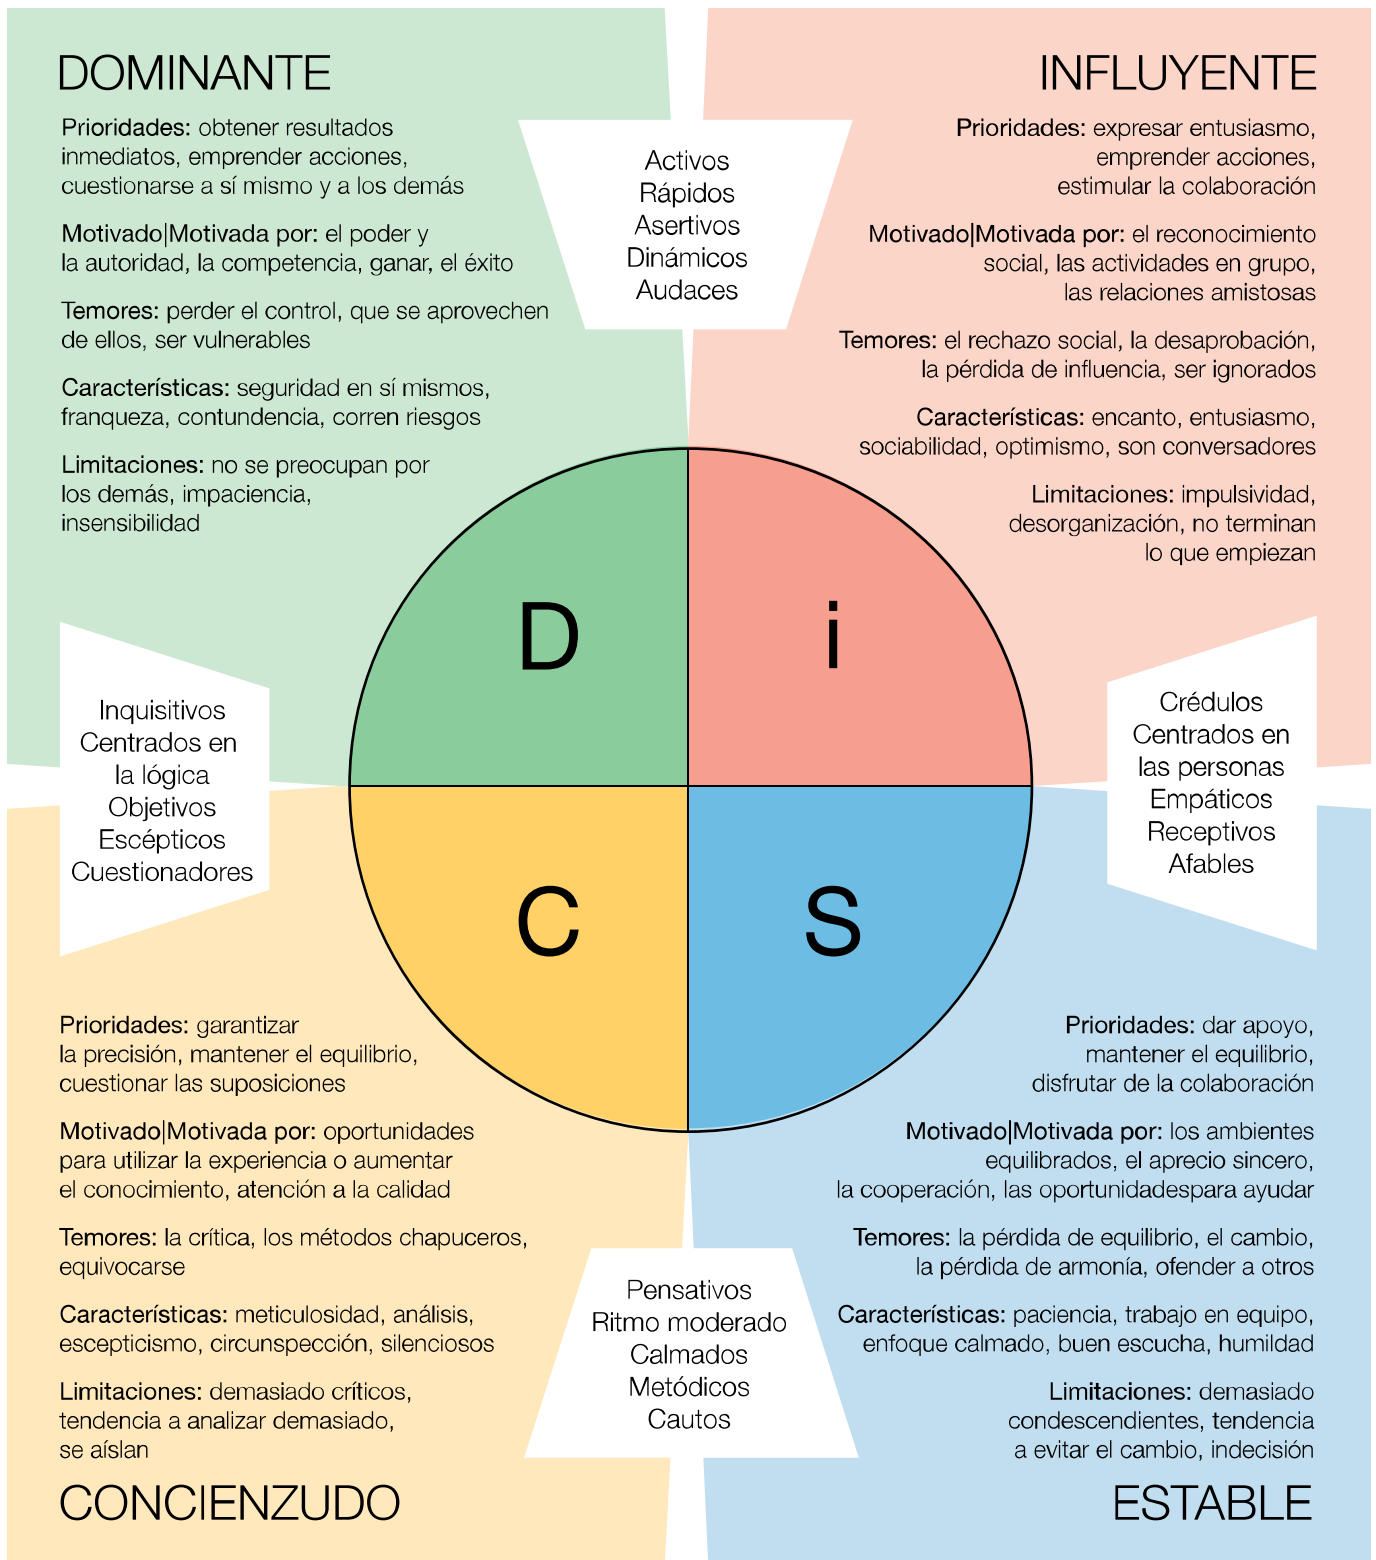 DOMINANTE
Prioridades: obtener resultados
inmediatos, emprender acciones,
cuestionarse a sí mismo y a los demás
Motivado|Motivada por: el poder y
la autoridad, la competencia, ganar, el éxito
Temores: perder el control, que se aprovechen
de ellos, ser vulnerables
Características: seguridad en sí mismos,
franqueza, contundencia, corren riesgos
Limitaciones: no se preocupan por
los demás, impaciencia,
insensibilidad
Activos
Rápidos
Asertivos
Dinámicos
Audaces
INFLUYENTE
Prioridades: expresar entusiasmo,
emprender acciones,
estimular la colaboración
Motivado|Motivada por: el reconocimiento
social, las actividades en grupo,
las relaciones amistosas
Temores: el rechazo social, la desaprobación,
la pérdida de influencia, ser ignorados
Características: encanto, entusiasmo,
sociabilidad, optimismo, son conversadores
Limitaciones: impulsividad,
desorganización, no terminan
lo que empiezan
D
i
Inquisitivos
Centrados en
la lógica
Objetivos
Escépticos
Cuestionadores
Crédulos
Centrados en
las personas
Empáticos
Receptivos
Afables
C
S
Prioridades: garantizar
la precisión, mantener el equilibrio,
cuestionar las suposiciones
Motivado|Motivada por: oportunidades
para utilizar la experiencia o aumentar
el conocimiento, atención a la calidad
Temores: la crítica, los métodos chapuceros,
equivocarse
Características: meticulosidad, análisis,
escepticismo, circunspección, silenciosos
Limitaciones: demasiado críticos,
tendencia a analizar demasiado,
se aíslan
CONCIENZUDO
Pensativos
Ritmo moderado
Calmados
Metódicos
Cautos
Prioridades: dar apoyo,
mantener el equilibrio,
disfrutar de la colaboración
Motivado|Motivada por: los ambientes
equilibrados, el aprecio sincero,
la cooperación, las oportunidadespara ayudar
Temores: la pérdida de equilibrio, el cambio,
la pérdida de armonía, ofender a otros
Características: paciencia, trabajo en equipo,
enfoque calmado, buen escucha, humildad
Limitaciones: demasiado
condescendientes, tendencia
a evitar el cambio, indecisión
ESTABLE